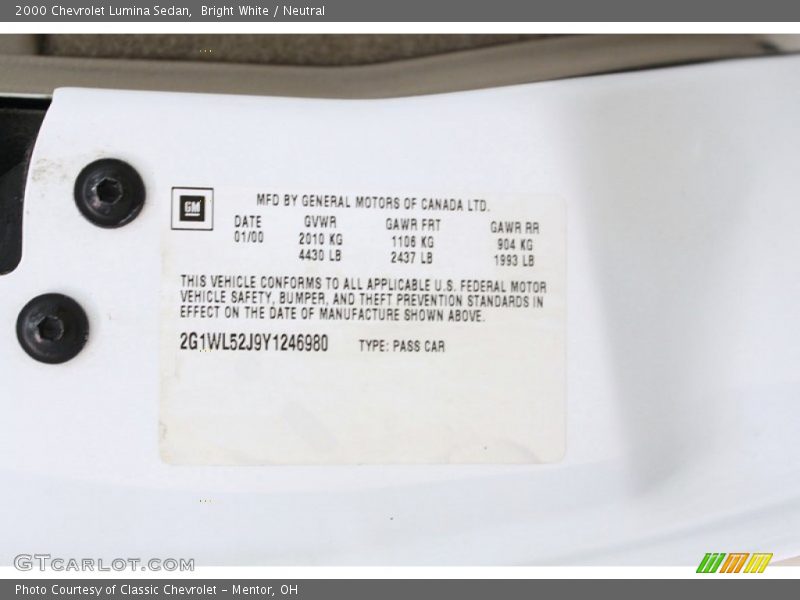 2000 Chevrolet Lumina Sedan, Bright White / Neutral
GM
MFD BY GENERAL MOTORS OF CANADA LTD.
DATE GVWR GAWR FRT GAWR RR
01/00 2010 KG 1106 KG 904 KG
4430 LB 2437 LB 1993 LB
THIS VEHICLE CONFORMS TO ALL APPLICABLE U.S. FEDERAL MOTOR
VEHICLE SAFETY, BUMPER, AND THEFT PREVENTION STANDARDS IN
EFFECT ON THE DATE OF MANUFACTURE SHOWN ABOVE.
2G1WL52J9Y1246980 TYPE: PASS CAR
GTCARLOT.COM
Photo Courtesy of Classic Chevrolet - Mentor, OH